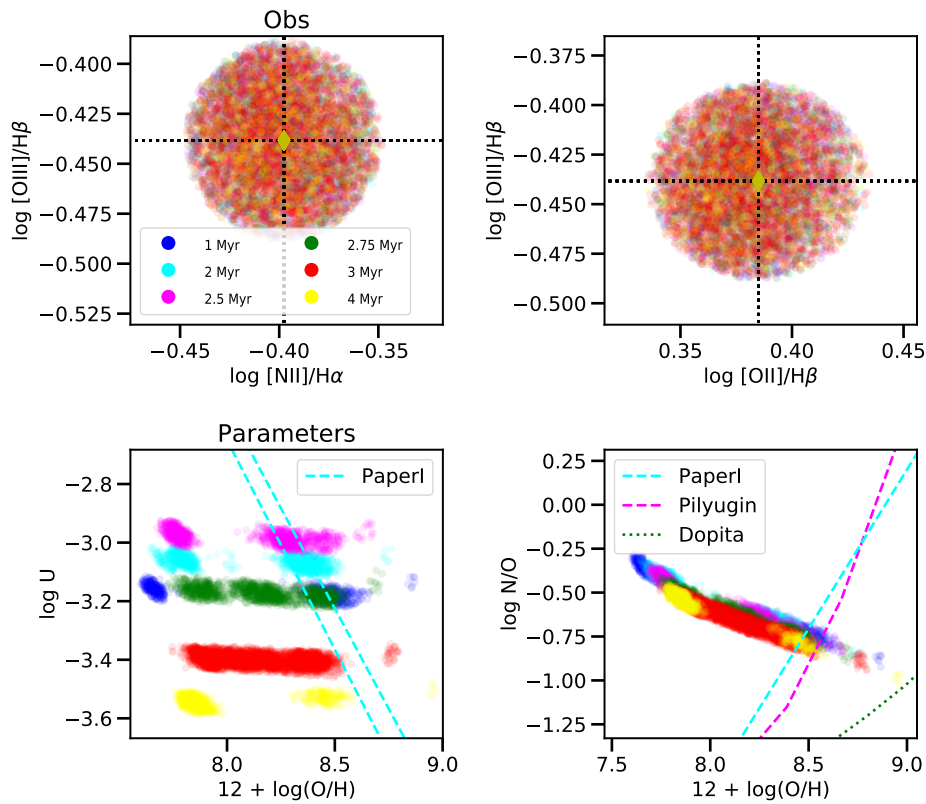 Obs
−0.400
−0.425
−0.450
−0.475
−0.500
−0.525
log [OIII]/Hβ
1 Myr
2 Myr
2.5 Myr
2.75 Myr
3 Myr
4 Myr
−0.45
−0.40
−0.35
log [NII]/Hα
−0.375
−0.400
−0.425
−0.450
−0.475
−0.500
log [OIII]/Hβ
0.35
0.40
0.45
log [OII]/Hβ
Parameters
−2.8
−3.0
−3.2
−3.4
−3.6
log U
PaperI
8.0
8.5
9.0
12 + log(O/H)
0.25
0.00
−0.25
−0.50
−0.75
−1.00
−1.25
log N/O
PaperI
Pilyugin
Dopita
7.5
8.0
8.5
9.0
12 + log(O/H)